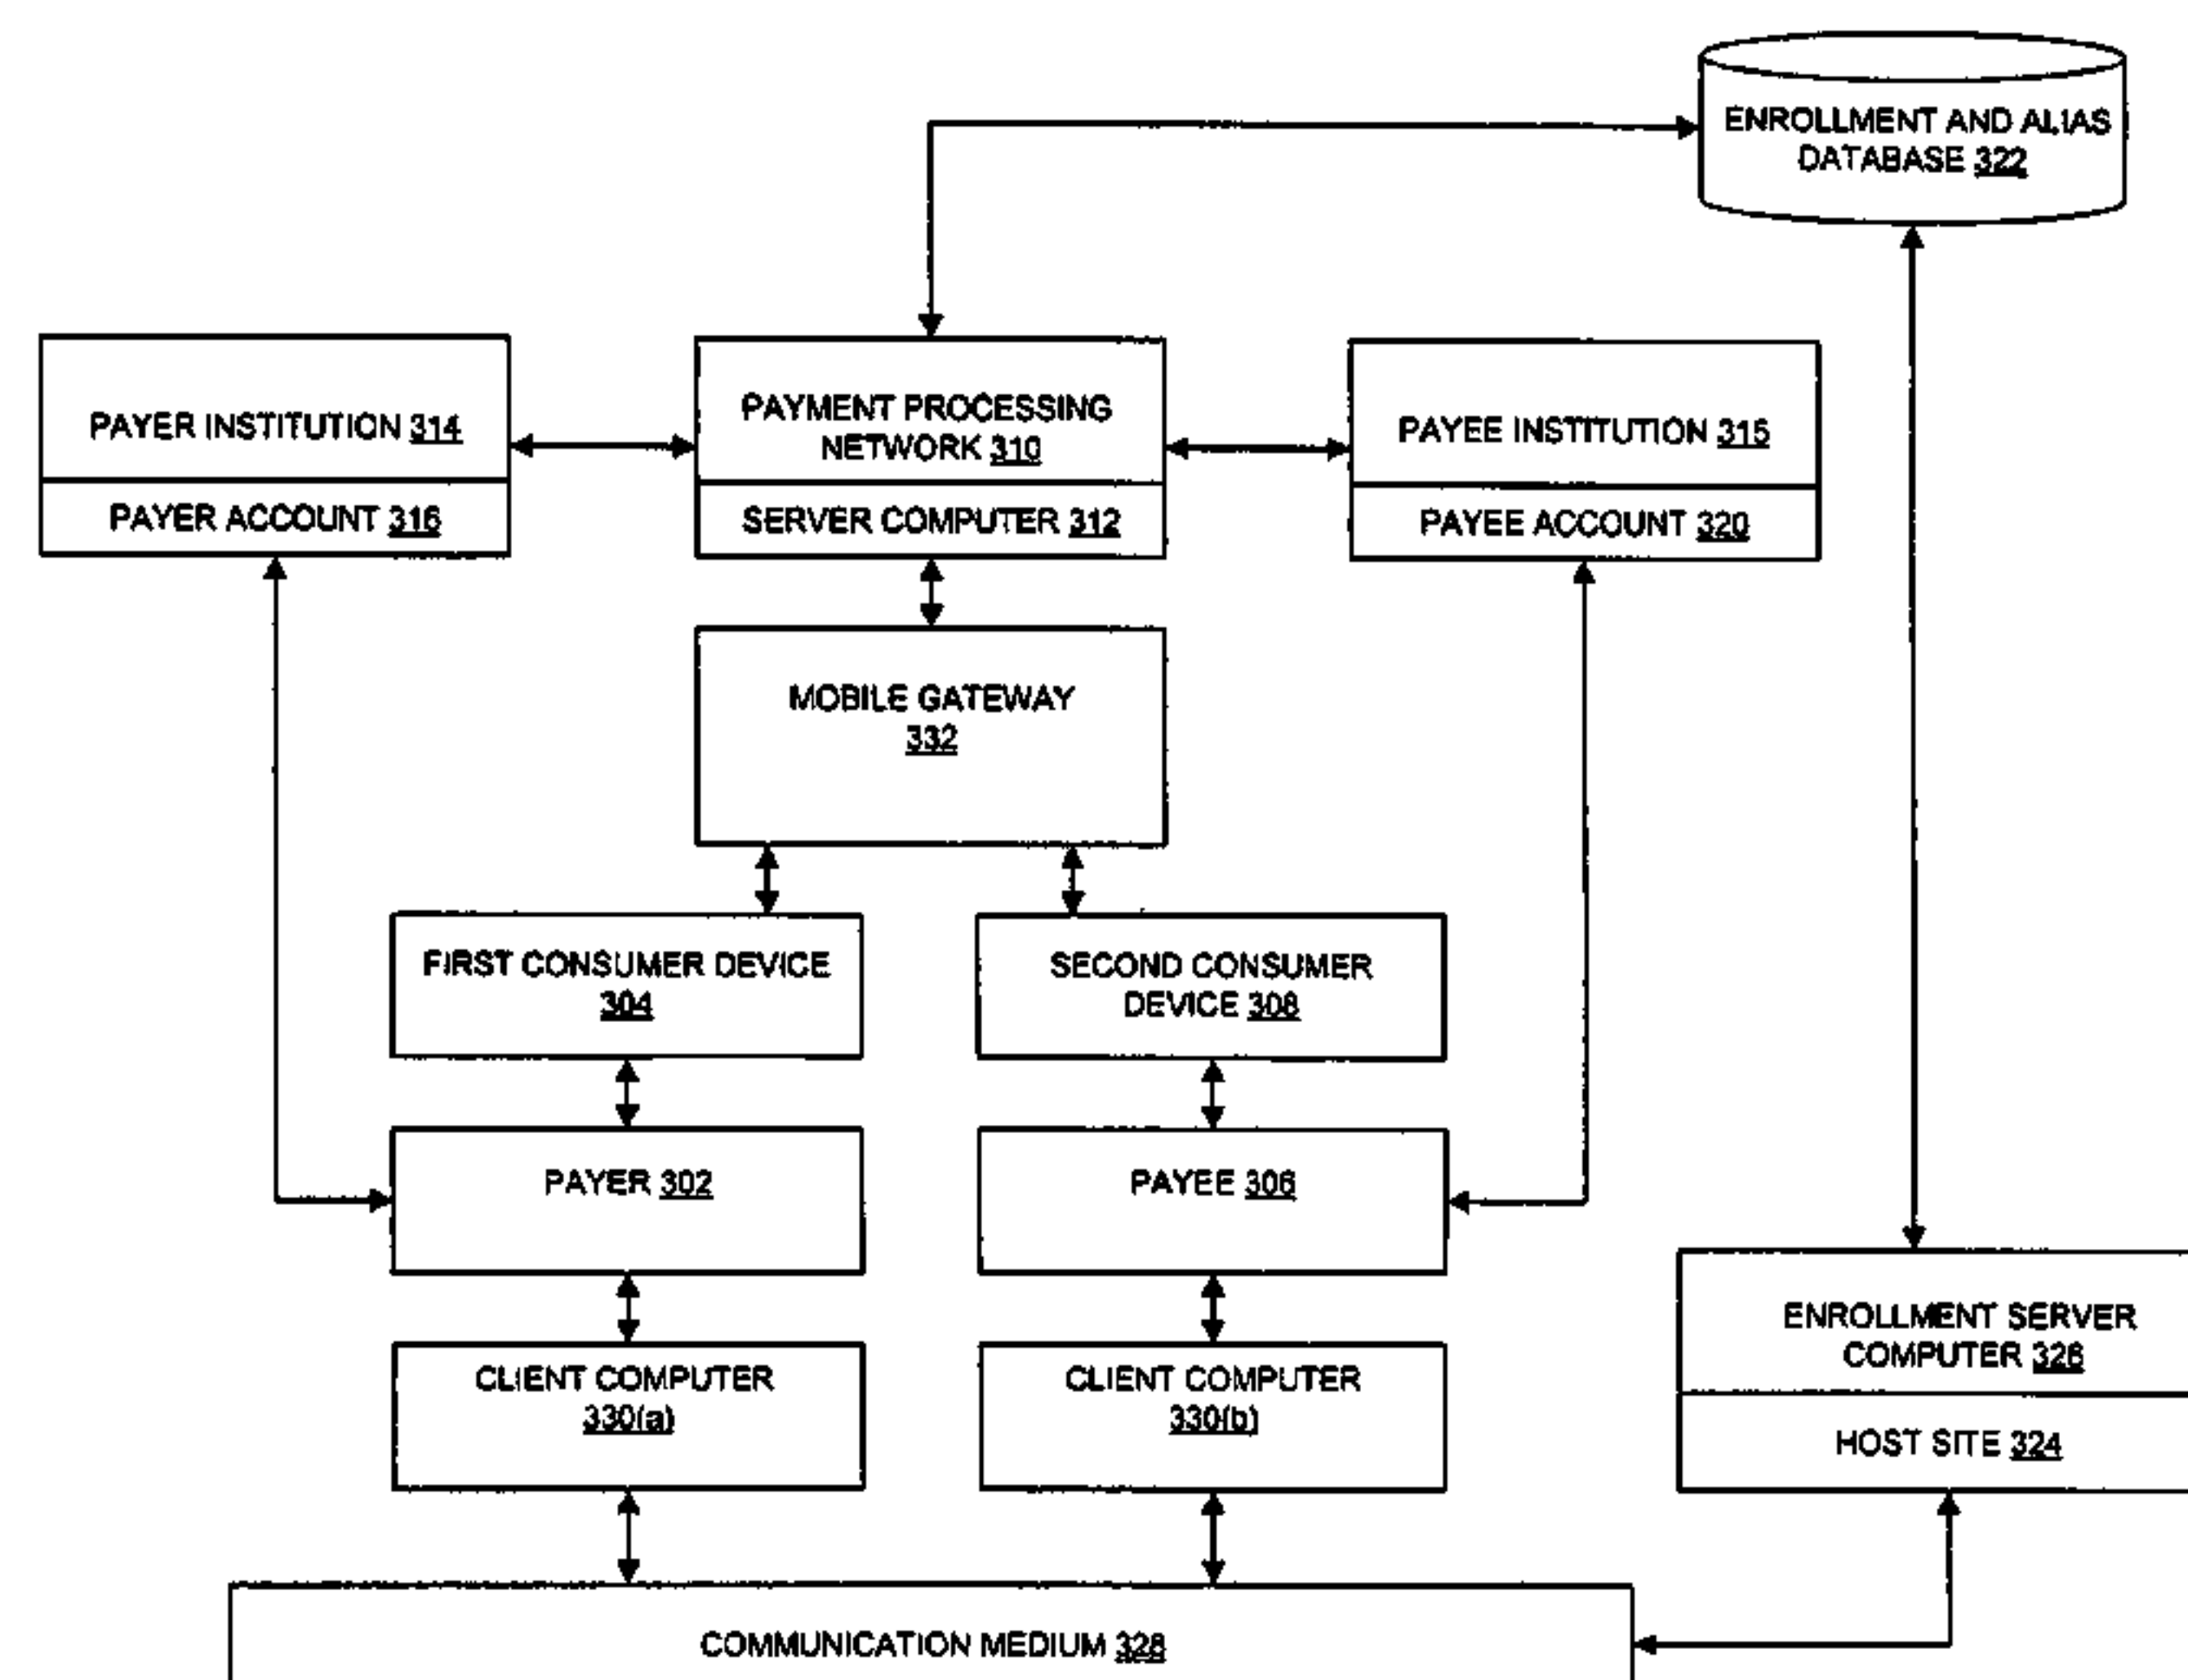 ENROLLMENT AND ALIAS
DATABASE 322
PAYER INSTITUTION 314
PAYER ACCOUNT 316
PAYMENT PROCESSING
NETWORK 310
SERVER COMPUTER 312
PAYEE INSTITUTION 315
PAYEE ACCOUNT 320
MOBILE GATEWAY
332
FIRST CONSUMER DEVICE
304
SECOND CONSUMER
DEVICE 308
PAYER 302
PAYEE 306
CLIENT COMPUTER
330(a)
CLIENT COMPUTER
330(b)
ENROLLMENT SERVER
COMPUTER 326
HOST SITE 324
COMMUNICATION MEDIUM 328